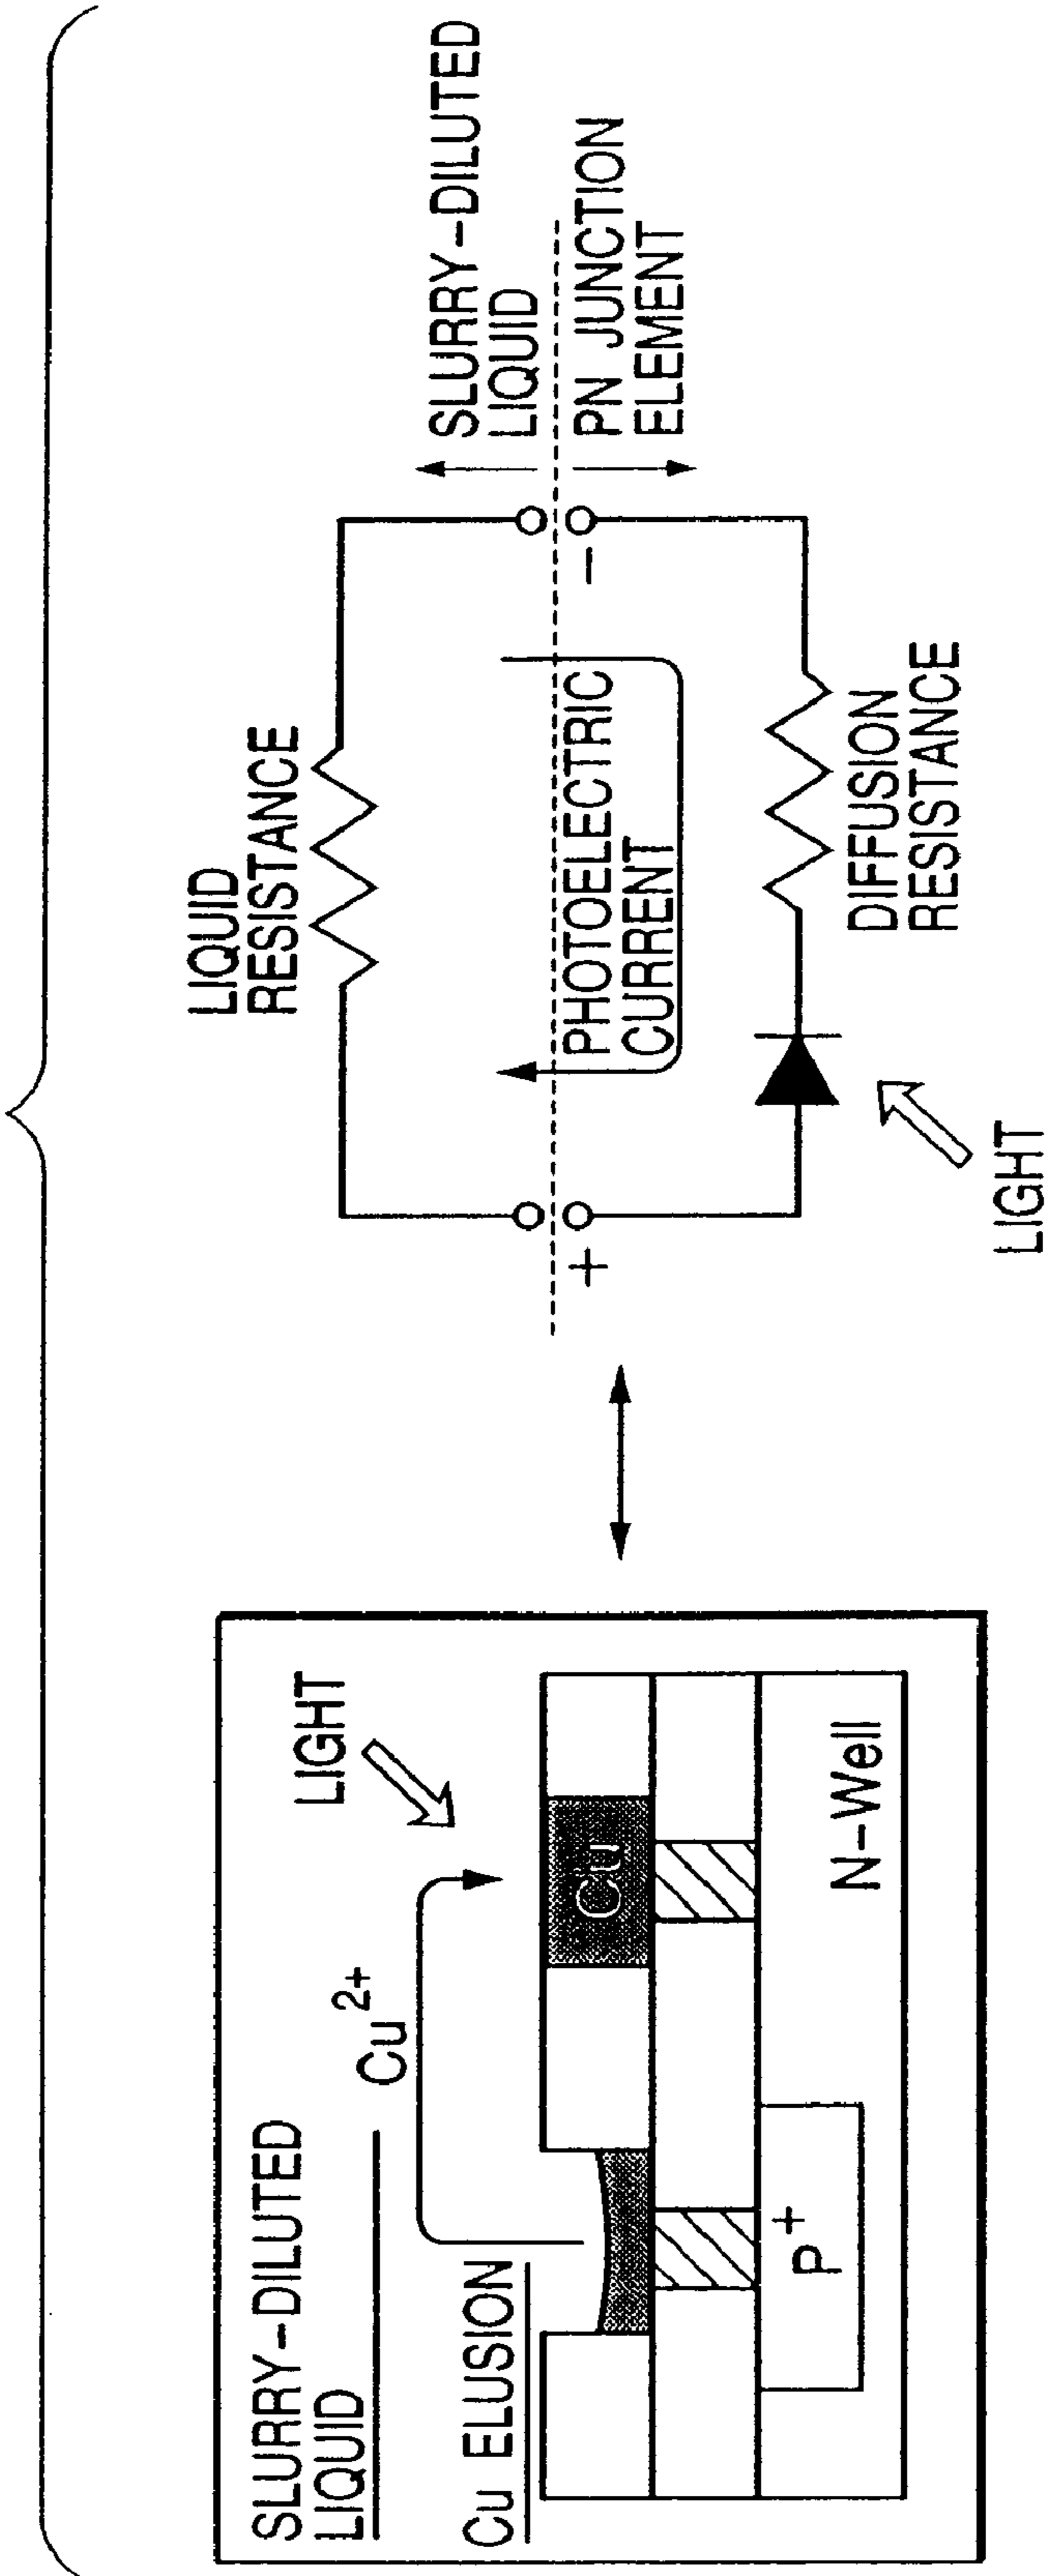 SLURRY-DILUTED
LIQUID
Cu²⁺
LIGHT
Cu ELUSION
Cu
P⁺
N-Well
LIQUID
RESISTANCE
SLURRY-DILUTED
LIQUID
+
-
PHOTOELECTRIC
CURRENT
PN JUNCTION
ELEMENT
DIFFUSION
RESISTANCE
LIGHT